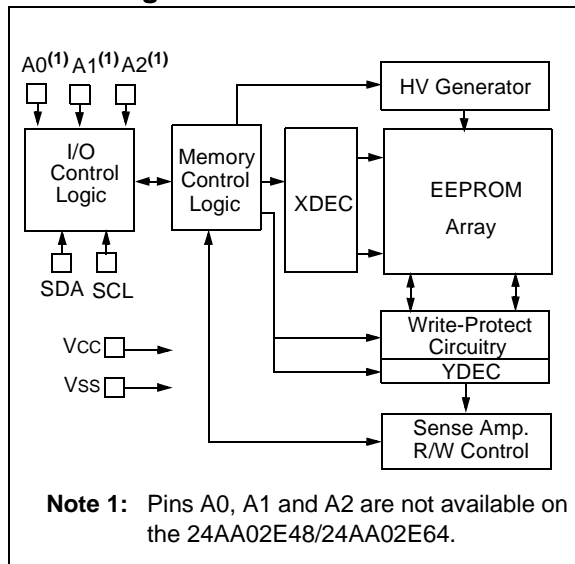 A0(1) A1(1) A2(1)
HV Generator
I/O
Control
Logic
Memory
Control
Logic
XDEC
EEPROM
Array
SDA SCL
Write-Protect
Circuitry
YDEC
VCC
VSS
Sense Amp.
R/W Control
Note 1: Pins A0, A1 and A2 are not available on
the 24AA02E48/24AA02E64.